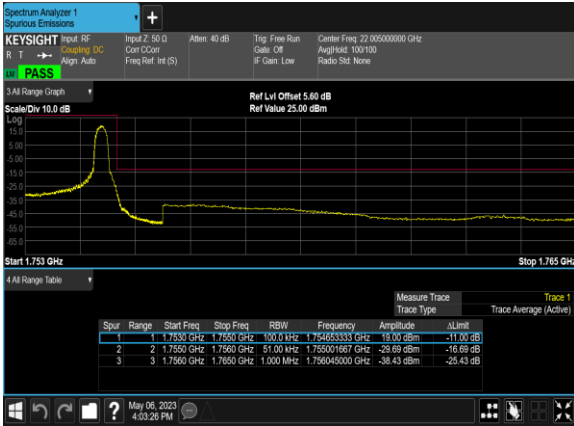 Spectrum Analyzer 1
Spurious Emissions
+
KEYSIGHT Input: RF Input Z: 50 Ω Atten: 40 dB Trig: Free Run Center Freq: 22.005000000 GHz
R T Coupling: DC Corr CCorr Gate: Off Avg|Hold: 100/100
Align: Auto Freq Ref: Int (S) IF Gain: Low Radio Std: None
LW PASS
3 All Range Graph
Ref Lvl Offset 5.60 dB
Scale/Div 10.0 dB Ref Value 25.00 dBm
Log
15.0
5.00
-5.00
-15.0
-25.0
-35.0
-45.0
-55.0
-65.0
Start 1.753 GHz Stop 1.765 GHz
4 All Range Table
Measure Trace Trace 1
Trace Type Trace Average (Active)
Spur Range Start Freq Stop Freq RBW Frequency Amplitude ΔLimit
1 1 1.7530 GHz 1.7550 GHz 100.0 kHz 1.754653333 GHz 19.00 dBm -11.00 dB
2 2 1.7550 GHz 1.7560 GHz 51.00 kHz 1.755001667 GHz -29.69 dBm -16.69 dB
3 3 1.7560 GHz 1.7650 GHz 1.000 MHz 1.756045000 GHz -38.43 dBm -25.43 dB
? May 06, 2023
4:03:26 PM